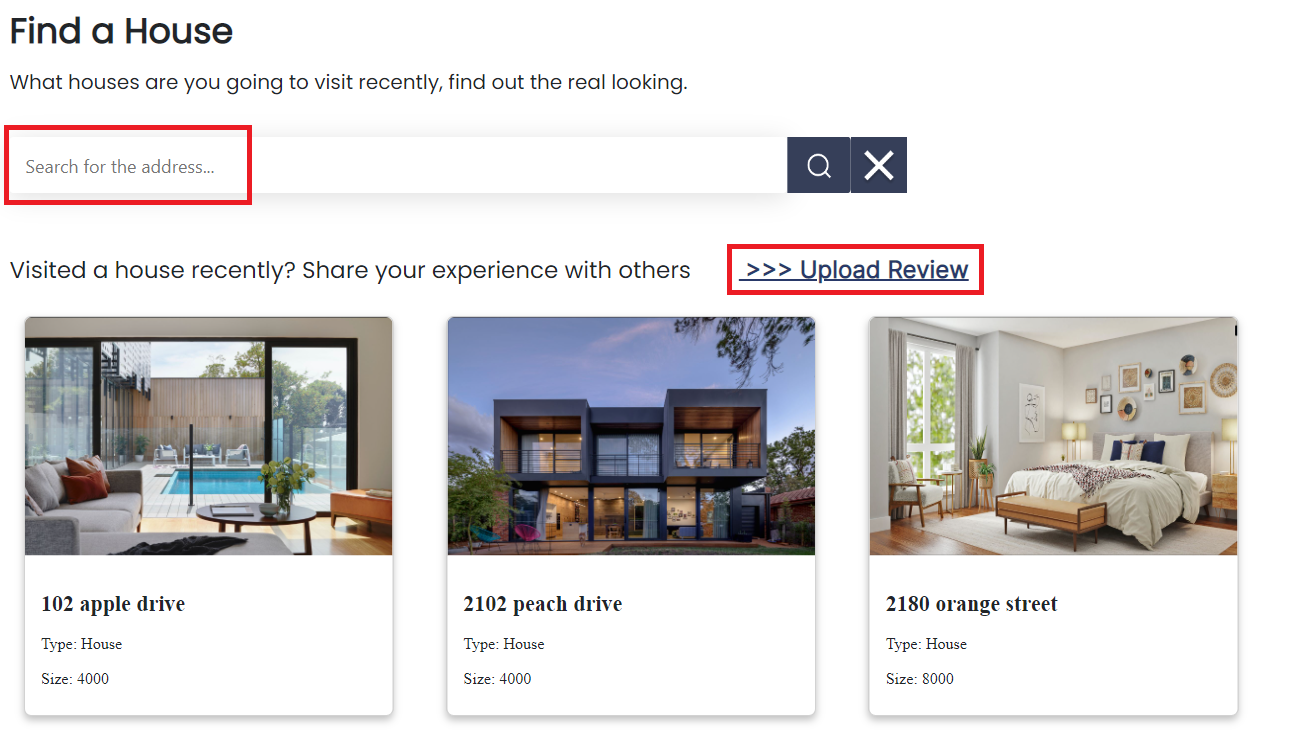 Find a House
What houses are you going to visit recently, find out the real looking.
Search for the address...
Visited a house recently? Share your experience with others >>> Upload Review
102 apple drive
Type: House
Size: 4000
2102 peach drive
Type: House
Size: 4000
2180 orange street
Type: House
Size: 8000